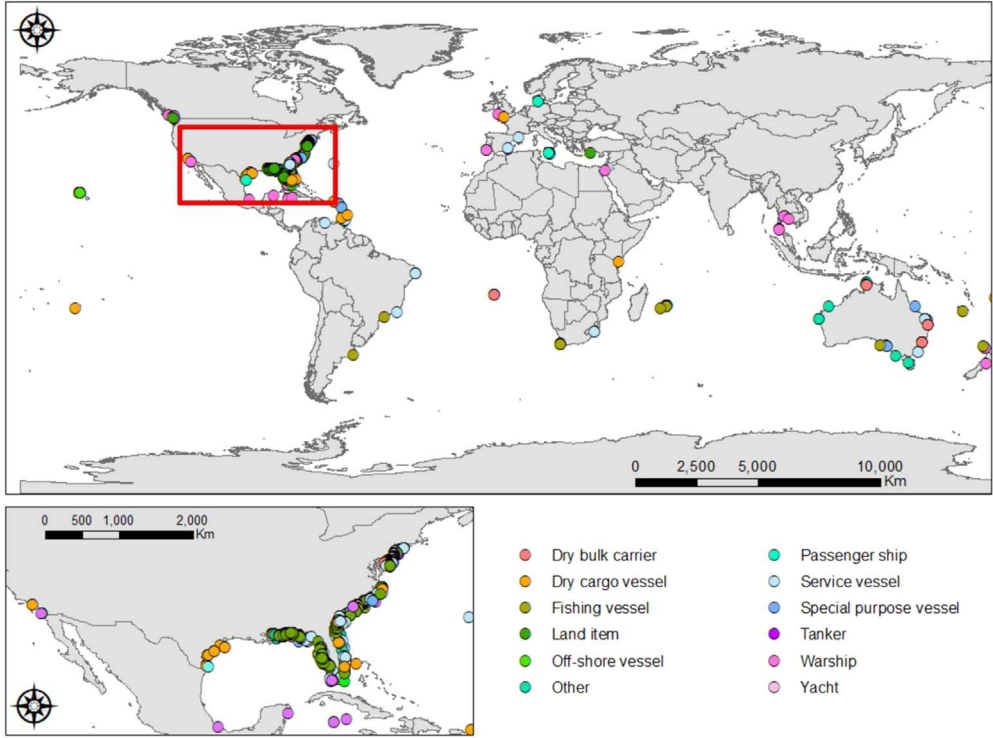 0 2,500 5,000 10,000
Km
0 500 1,000 2,000
Km
Dry bulk carrier
Dry cargo vessel
Fishing vessel
Land item
Off-shore vessel
Other
Passenger ship
Service vessel
Special purpose vessel
Tanker
Warship
Yacht